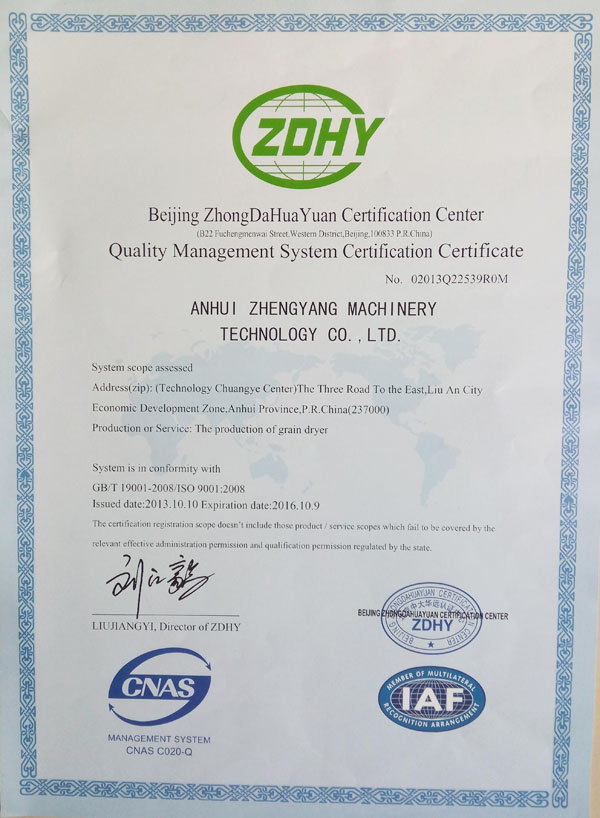 ZDHY
Beijing ZhongDaHuaYuan Certification Center
(B22 Fuchengmenwai Street,Western District,Beijing,100833 P.R.China)
Quality Management System Certification Certificate
No. 02013Q22539R0M
ANHUI ZHENGYANG MACHINERY
TECHNOLOGY CO.,LTD.
System scope assessed
Address(zip): (Technology Chuangye Center)The Three Road To the East,Liu An City
Economic Development Zone,Anhui Province,P.R.China(237000)
Production or Service: The production of grain dryer
System is in conformity with
GB/T 19001-2008/ISO 9001:2008
Issued date:2013.10.10 Expiration date:2016.10.9
The certification registration scope doesn't include those product / service scopes which fail to be covered by the
relevant effective administration permission and qualification permission regulated by the state.
LIUJIANGYI, Director of ZDHY
BEIJING ZHONGDAHUAYUAN CERTIFICATION CENTER
ZDHY
CNAS
MANAGEMENT SYSTEM
CNAS C020-Q
MEMBER OF MULTILATERAL
IAF
RECOGNITION ARRANGEMENT